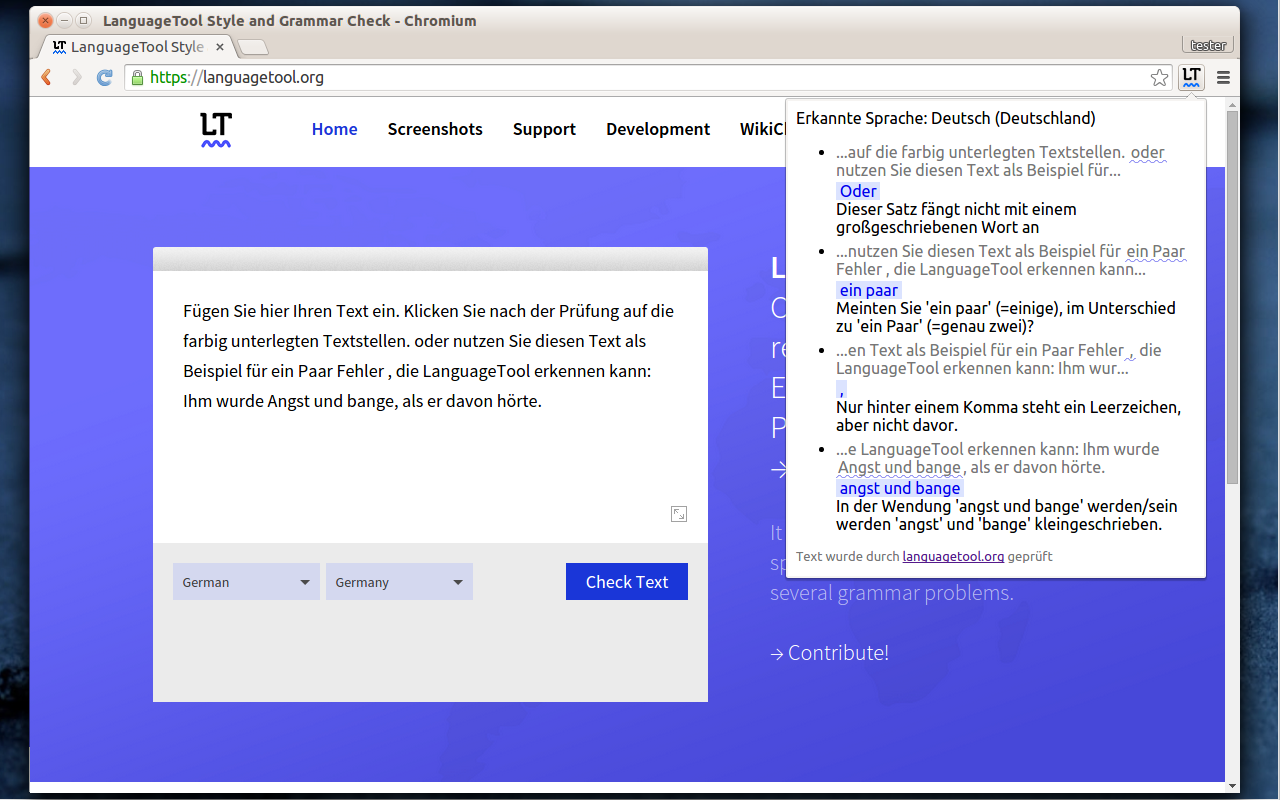 LanguageTool Style and Grammar Check - Chromium
LanguageTool Style
tester
https://languagetool.org
LT
LT
Home Screenshots Support Development
Fügen Sie hier Ihren Text ein. Klicken Sie nach der Prüfung auf die
farbig unterlegten Textstellen. oder nutzen Sie diesen Text als
Beispiel für ein Paar Fehler , die LanguageTool erkennen kann:
Ihm wurde Angst und bange, als er davon hörte.
German
Germany
Check Text
Erkannte Sprache: Deutsch (Deutschland)
...auf die farbig unterlegten Textstellen. oder
nutzen Sie diesen Text als Beispiel für...
Oder
Dieser Satz fängt nicht mit einem
großgeschriebenen Wort an
...nutzen Sie diesen Text als Beispiel für ein Paar
Fehler , die LanguageTool erkennen kann...
ein paar
Meinten Sie 'ein paar' (=einige), im Unterschied
zu 'ein Paar' (=genau zwei)?
...en Text als Beispiel für ein Paar Fehler , die
LanguageTool erkennen kann: Ihm wur...
,
Nur hinter einem Komma steht ein Leerzeichen,
aber nicht davor.
...e LanguageTool erkennen kann: Ihm wurde
Angst und bange, als er davon hörte.
angst und bange
In der Wendung 'angst und bange' werden/sein
werden 'angst' und 'bange' kleingeschrieben.
Text wurde durch languagetool.org geprüft
It
several grammar problems.
→ Contribute!